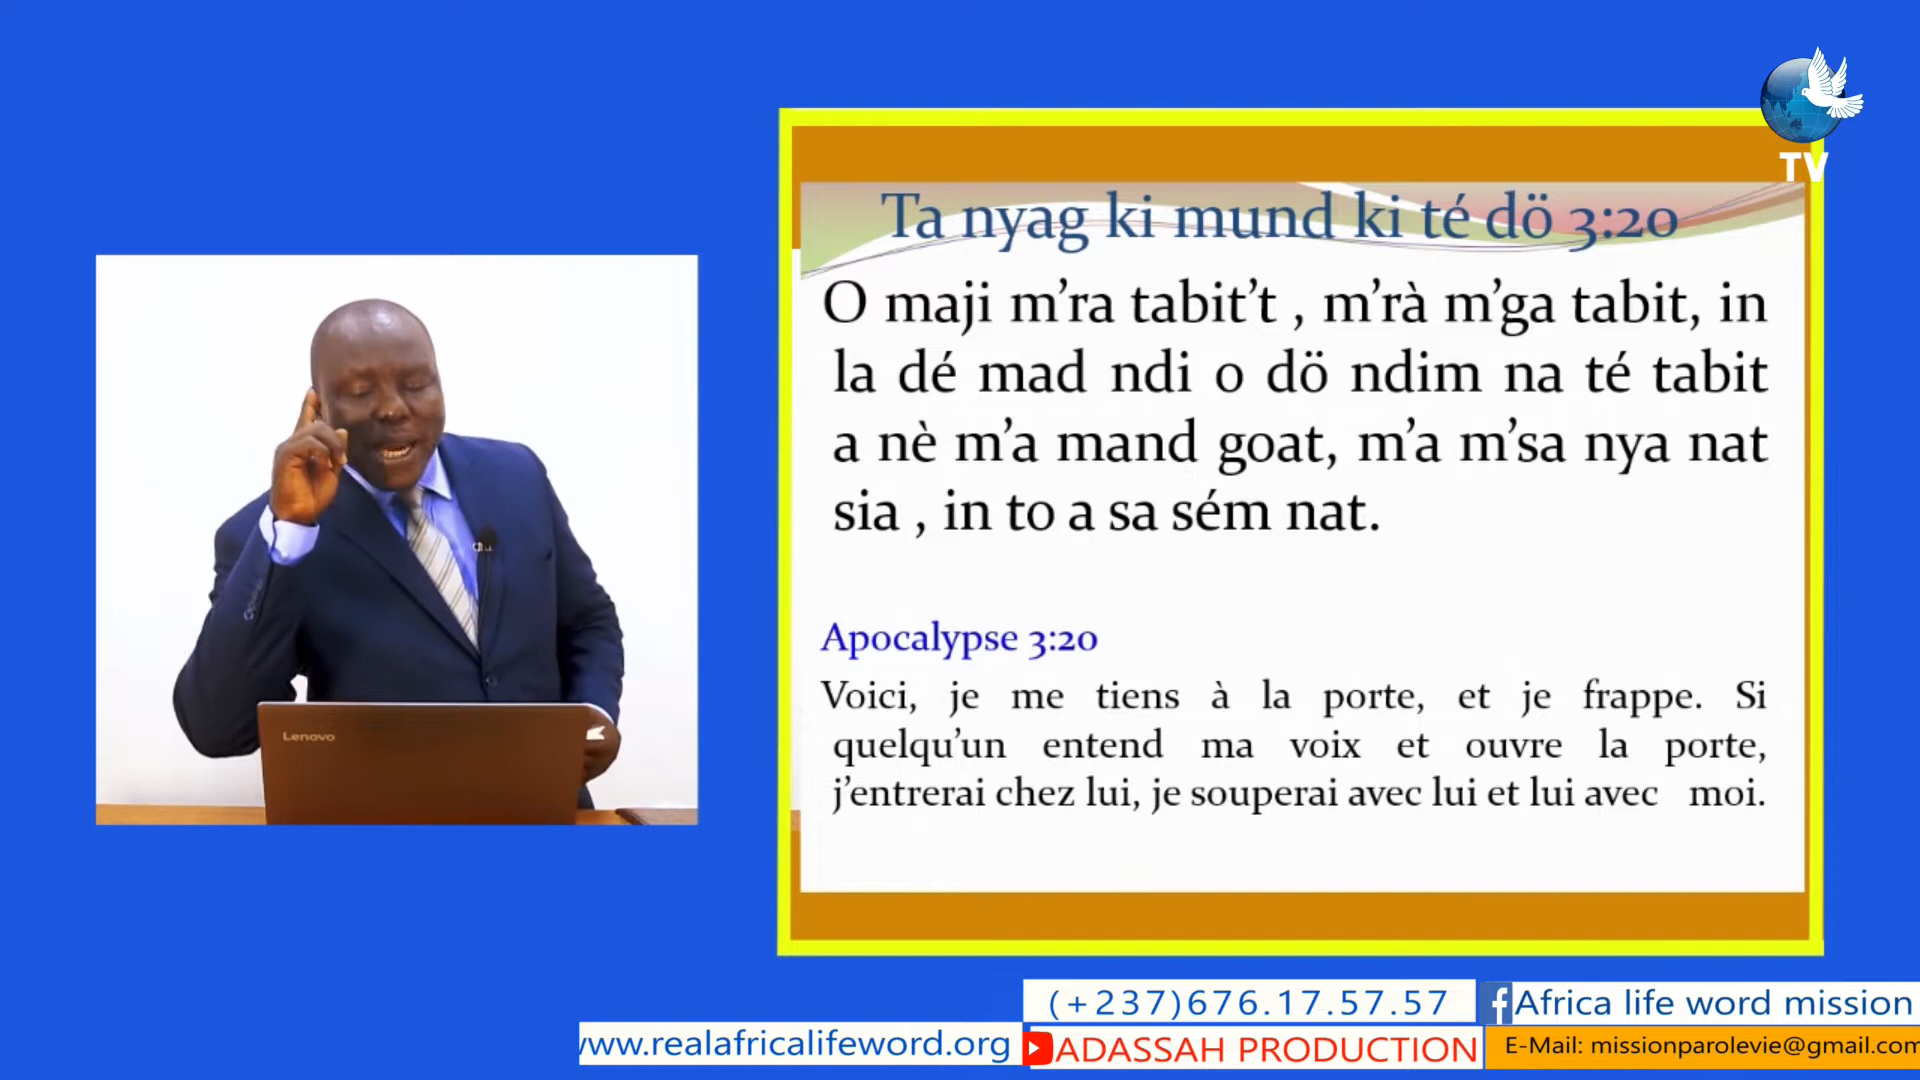 TV
Ta nyag ki mund ki té dö 3:20
O maji m’ra tabit’t , m’rà m’ga tabit, in
la dé mad ndi o dö ndim na té tabit
a nè m’a mand goat, m’a m’sa nya nat
sia , in to a sa sém nat.
Apocalypse 3:20
Voici, je me tiens à la porte, et je frappe. Si
quelqu’un entend ma voix et ouvre la porte,
j’entrerai chez lui, je souperai avec lui et lui avec moi.
Lenovo
(+237)676.17.57.57
Africa life word mission
www.realafricalifeword.org
ADASSAH PRODUCTION
E-Mail: missionparolevie@gmail.com